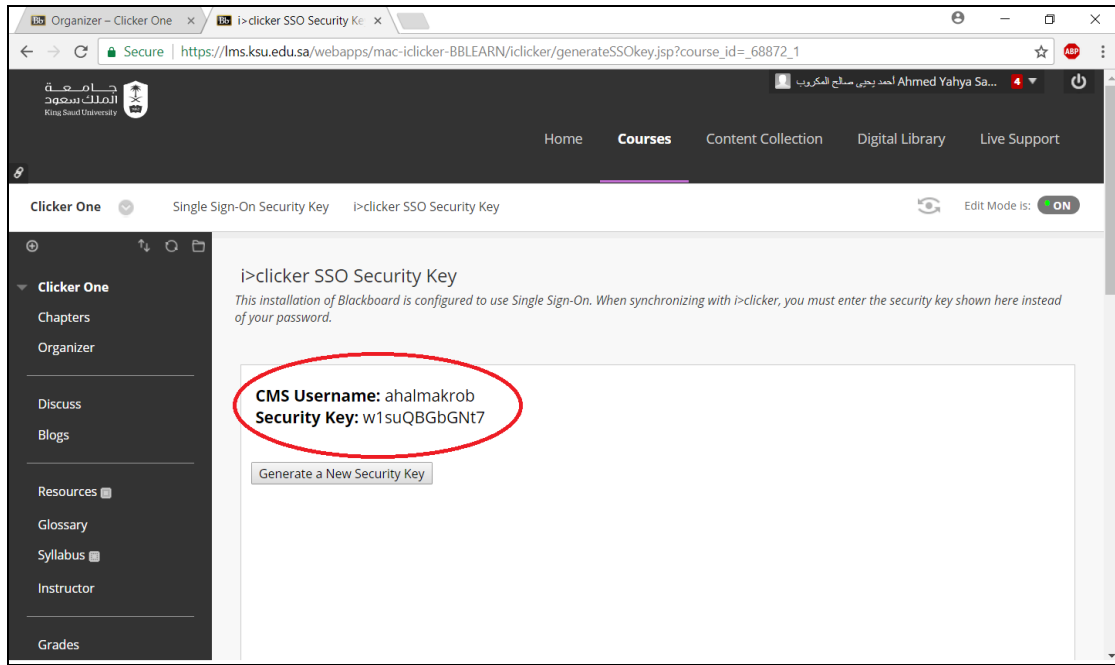 Organizer – Clicker One
i>clicker SSO Security Ke
Secure | https://lms.ksu.edu.sa/webapps/mac-iclicker-BBLEARN/iclicker/generateSSOkey.jsp?course_id=_68872_1
ABP
جــامــعــة
الملك سعود
King Saud University
أحمد يحيى صالح المكروب Ahmed Yahya Sa... 4
Home Courses Content Collection Digital Library Live Support
Clicker One Single Sign-On Security Key i>clicker SSO Security Key Edit Mode is: ON
Clicker One
Chapters
Organizer
Discuss
Blogs
Resources
Glossary
Syllabus
Instructor
Grades
i>clicker SSO Security Key
This installation of Blackboard is configured to use Single Sign-On. When synchronizing with i>clicker, you must enter the security key shown here instead
of your password.
CMS Username: ahalmakrob
Security Key: w1suQBGbGNt7
Generate a New Security Key